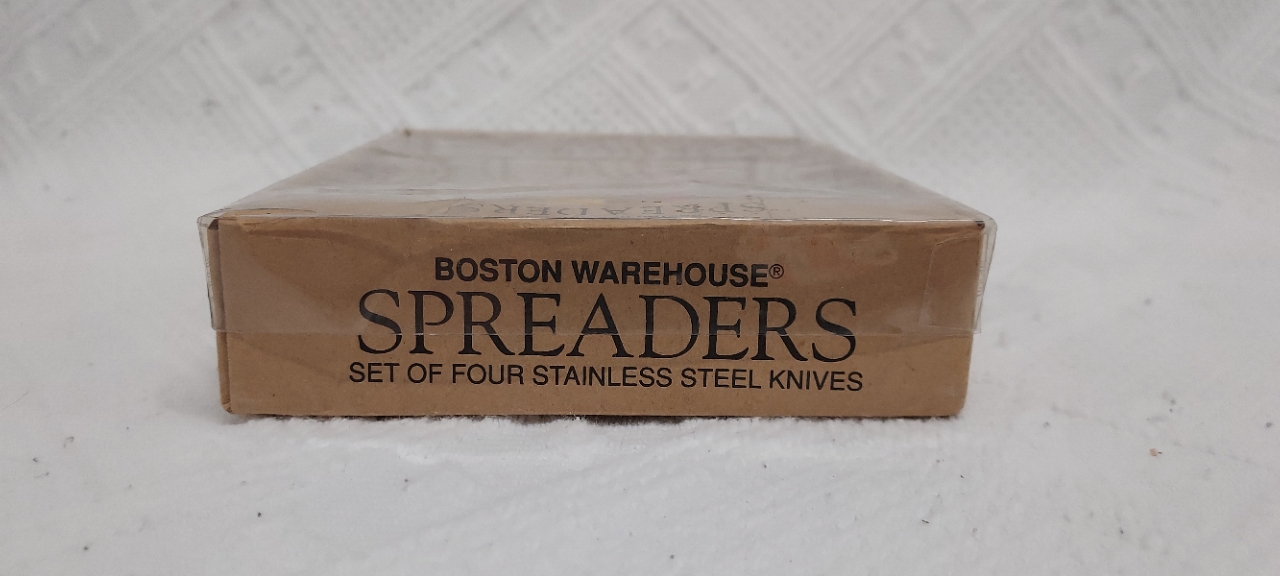 BOSTON WAREHOUSE®
SPREADERS
SET OF FOUR STAINLESS STEEL KNIVES